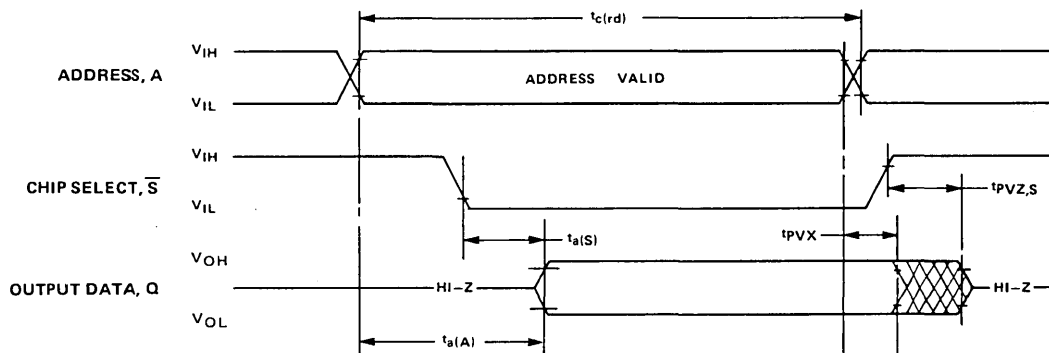 tc(rd)
VIH
ADDRESS, A
ADDRESS VALID
VIL
VIH
CHIP SELECT, S̅
tPVZ,S
VIL
ta(S)
tPVX
VOH
OUTPUT DATA, Q
HI-Z
HI-Z
VOL
ta(A)